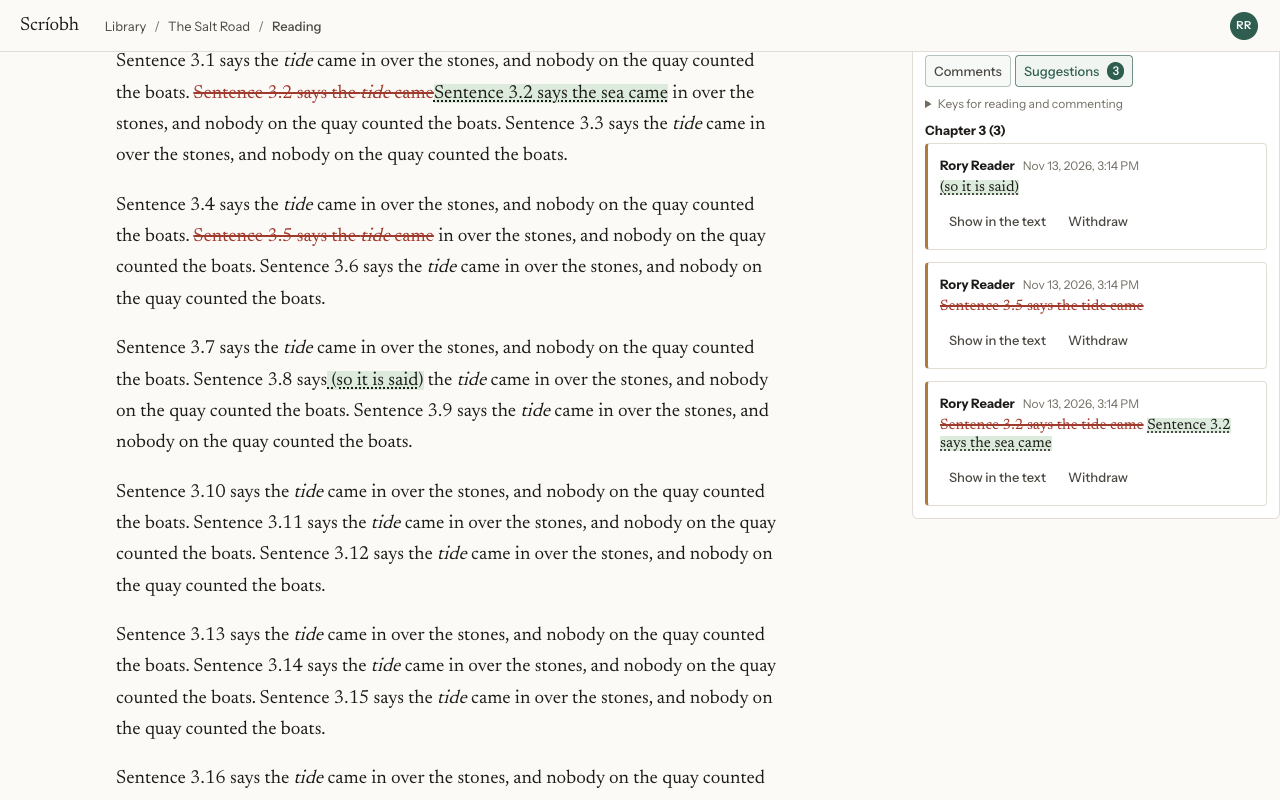 Scríobh
Library / The Salt Road / Reading
RR
Sentence 3.1 says the tide came in over the stones, and nobody on the quay counted
the boats. Sentence 3.2 says the tide cameSentence 3.2 says the sea came in over the
stones, and nobody on the quay counted the boats. Sentence 3.3 says the tide came in
over the stones, and nobody on the quay counted the boats.
Sentence 3.4 says the tide came in over the stones, and nobody on the quay counted
the boats. Sentence 3.5 says the tide came in over the stones, and nobody on the quay
counted the boats. Sentence 3.6 says the tide came in over the stones, and nobody on
the quay counted the boats.
Sentence 3.7 says the tide came in over the stones, and nobody on the quay counted
the boats. Sentence 3.8 says (so it is said) the tide came in over the stones, and nobody
on the quay counted the boats. Sentence 3.9 says the tide came in over the stones, and
nobody on the quay counted the boats.
Sentence 3.10 says the tide came in over the stones, and nobody on the quay counted
the boats. Sentence 3.11 says the tide came in over the stones, and nobody on the quay
counted the boats. Sentence 3.12 says the tide came in over the stones, and nobody on
the quay counted the boats.
Sentence 3.13 says the tide came in over the stones, and nobody on the quay counted
the boats. Sentence 3.14 says the tide came in over the stones, and nobody on the quay
counted the boats. Sentence 3.15 says the tide came in over the stones, and nobody on
the quay counted the boats.
Sentence 3.16 says the tide came in over the stones, and nobody on the quay counted
Comments
Suggestions 3
Keys for reading and commenting
Chapter 3 (3)
Rory Reader Nov 13, 2026, 3:14 PM
(so it is said)
Show in the text Withdraw
Rory Reader Nov 13, 2026, 3:14 PM
Sentence 3.5 says the tide came
Show in the text Withdraw
Rory Reader Nov 13, 2026, 3:14 PM
Sentence 3.2 says the tide came Sentence 3.2
says the sea came
Show in the text Withdraw